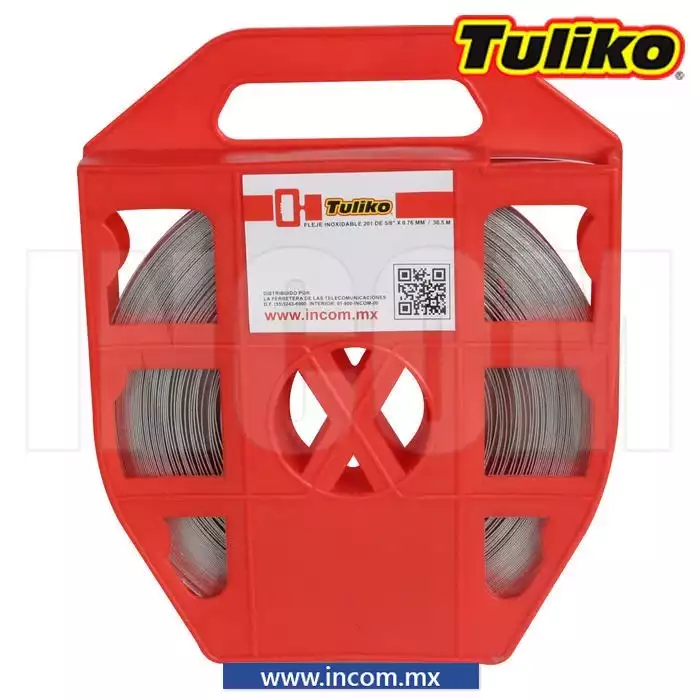 Tuliko®
Tuliko
FLEJE INOXIDABLE 201 DE 5/8" X 0.76 MM / 30.5 M
DISTRIBUIDO POR:
LA FERRETERA DE LAS TELECOMUNICACIONES
D.F. (55)5243-6900. INTERIOR: 01-800-INCOM-00
www.incom.mx
INCOM
www.incom.mx